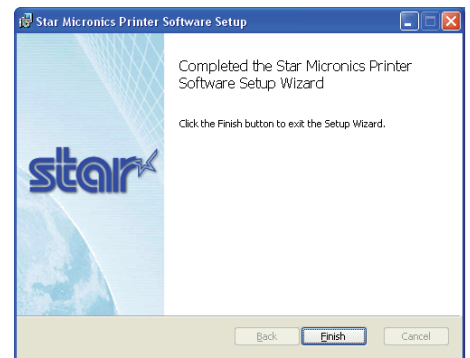 Star Micronics Printer Software Setup
Completed the Star Micronics Printer
Software Setup Wizard
Click the Finish button to exit the Setup Wizard.
star
Back
Finish
Cancel